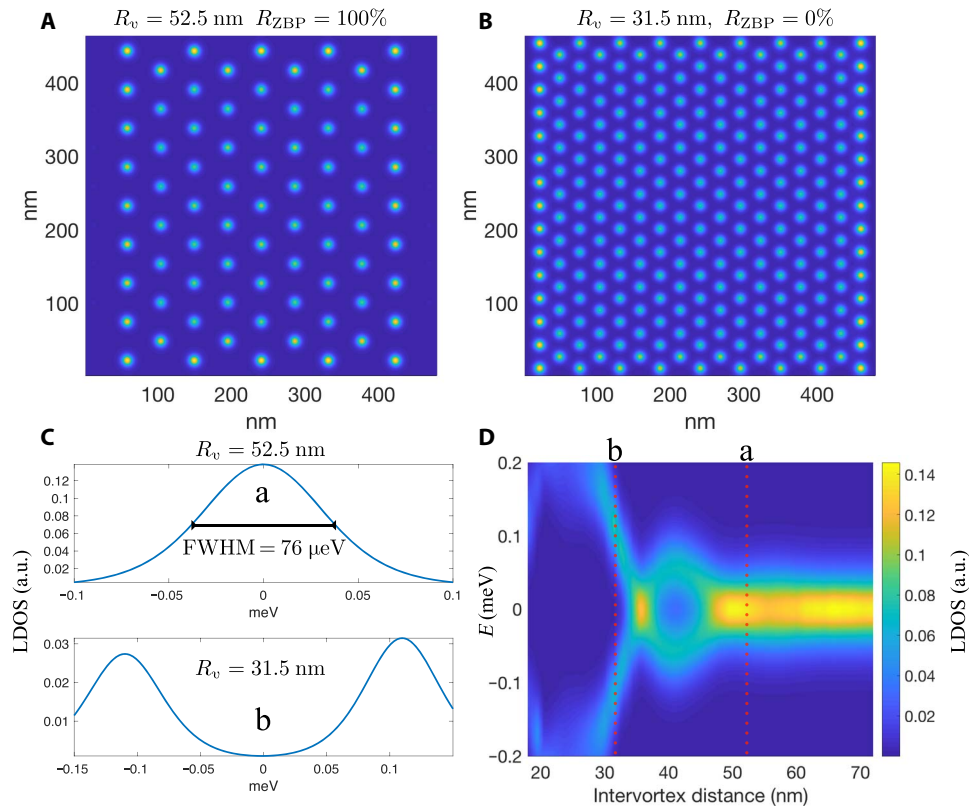 A
R_v = 52.5 nm R_ZBP = 100%
400
300
200
100
nm
100 200 300 400
nm
B
R_v = 31.5 nm, R_ZBP = 0%
400
300
200
100
nm
100 200 300 400
nm
C
R_v = 52.5 nm
0.12
0.1
0.08
0.06
0.04
0.02
a
FWHM = 76 µeV
−0.1 −0.05 0 0.05 0.1
meV
LDOS (a.u.)
0.03
0.02
0.01
R_v = 31.5 nm
b
−0.15 −0.1 −0.05 0 0.05 0.1
meV
D
b a
0.2
0.1
0
−0.1
−0.2
E (meV)
20 30 40 50 60 70
Intervortex distance (nm)
0.14
0.12
0.1
0.08
0.06
0.04
0.02
LDOS (a.u.)